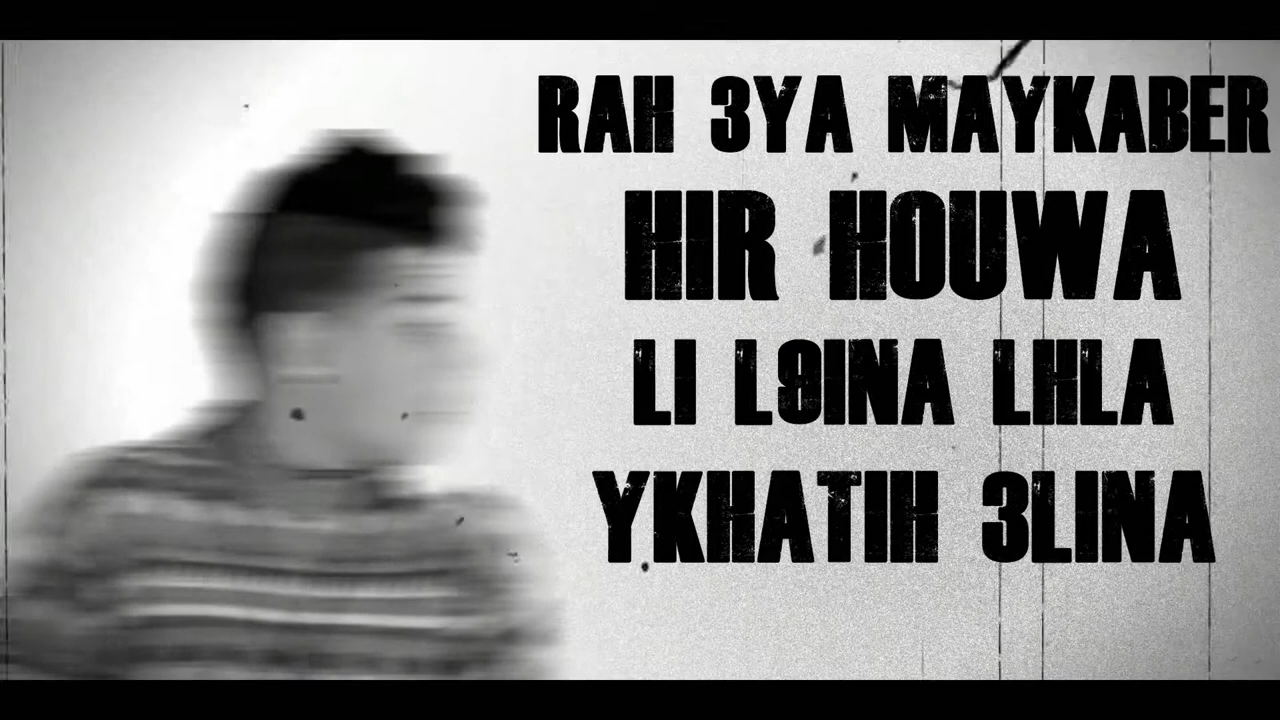 RAH 3YA MAYKABER
HIR HOUWA
LI L9INA LHLA
YKHATIH 3LINA